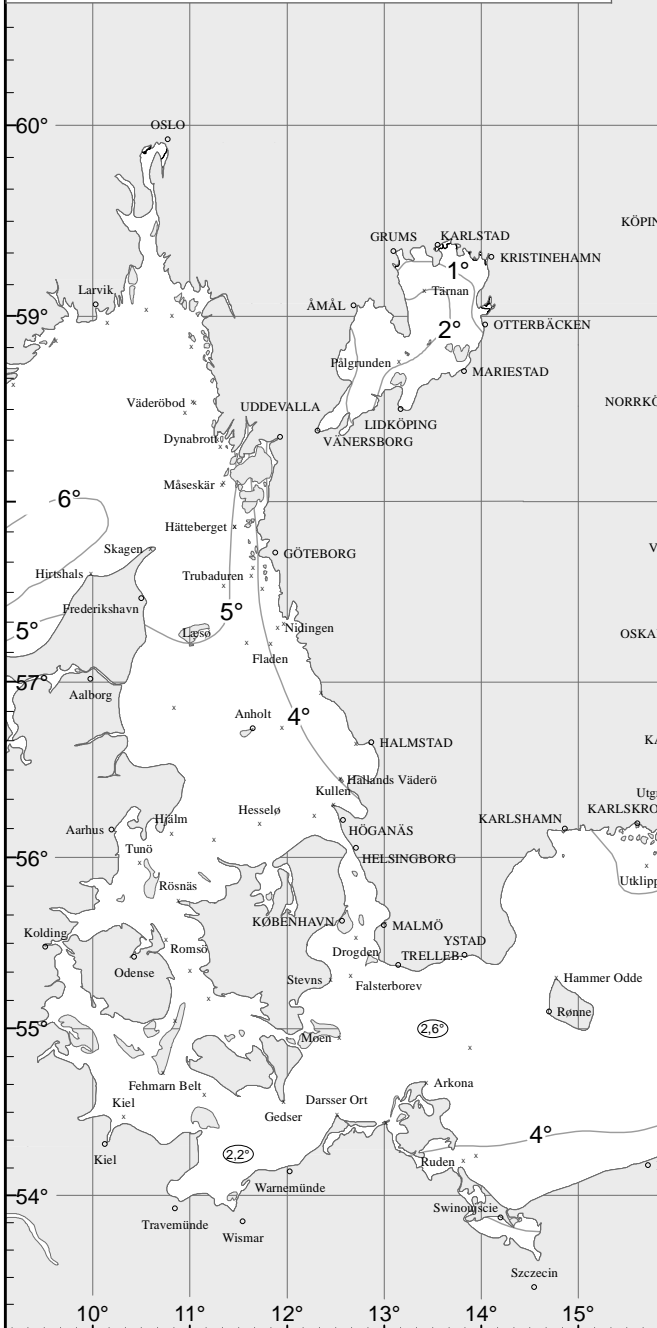 60°
OSLO
KÖPIN
GRUMS
KARLSTAD
KRISTINEHAMN
1°
Tärnan
Larvik
ÅMÅL
59°
2°
OTTERBÄCKEN
Pålgrunden
MARIESTAD
Väderöbod
UDDEVALLA
LIDKÖPING
NORRKÖ
Dynabrott
VÄNERSBORG
Måseskär
6°
Hätteberget
Skagen
GÖTEBORG
V
Hirtshals
Trubaduren
Frederikshavn
5°
5°
Læsø
Nidingen
OSKA
Fladen
57°
Aalborg
Anholt
4°
HALMSTAD
KA
Hallands Väderö
Kullen
Utg
Hjälm
Hesselø
KARLSHAMN
KARLSKRO
Aarhus
HÖGANÄS
Tunö
56°
HELSINGBORG
Rösnäs
Utklipp
KØBENHAVN
MALMÖ
Kolding
Romsö
Drogden
YSTAD
TRELLEB.
Odense
Stevns
Falsterborev
Hammer Odde
Rønne
55°
Moen
2,6°
Fehmarn Belt
Arkona
Kiel
Gedser
Darsser Ort
4°
Kiel
2,2°
Ruden
Warnemünde
54°
Swinoujscie
Travemünde
Wismar
Szczecin
10°
11°
12°
13°
14°
15°